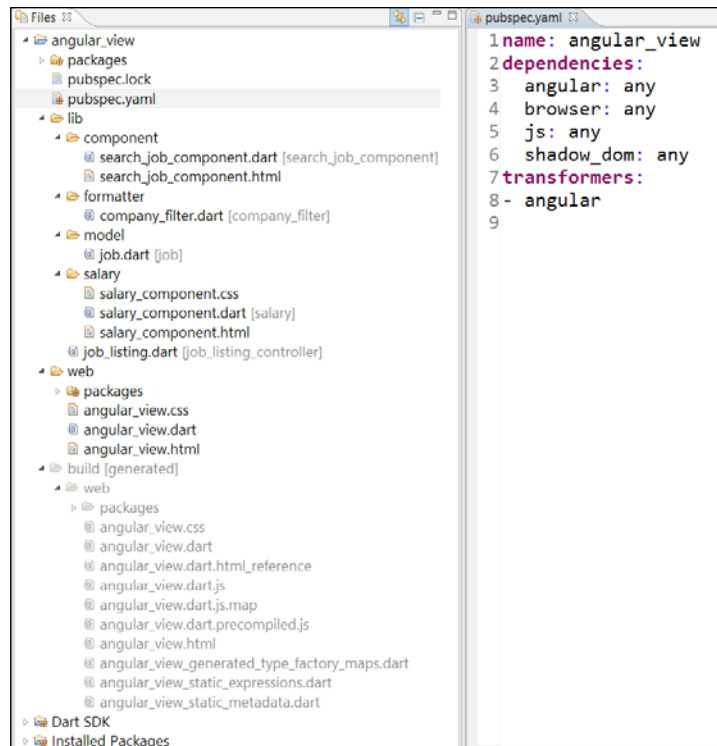 Files
angular_view
packages
pubspec.lock
pubspec.yaml
lib
component
search_job_component.dart [search_job_component]
search_job_component.html
formatter
company_filter.dart [company_filter]
model
job.dart [job]
salary
salary_component.css
salary_component.dart [salary]
salary_component.html
job_listing.dart [job_listing_controller]
web
packages
angular_view.css
angular_view.dart
angular_view.html
build [generated]
web
packages
angular_view.css
angular_view.dart
angular_view.dart.html_reference
angular_view.dart.js
angular_view.dart.js.map
angular_view.dart.precompiled.js
angular_view.html
angular_view_generated_type_factory_maps.dart
angular_view_static_expressions.dart
angular_view_static_metadata.dart
Dart SDK
Installed Packages
pubspec.yaml
1 name: angular_view
2 dependencies:
3 angular: any
4 browser: any
5 js: any
6 shadow_dom: any
7 transformers:
8 - angular
9